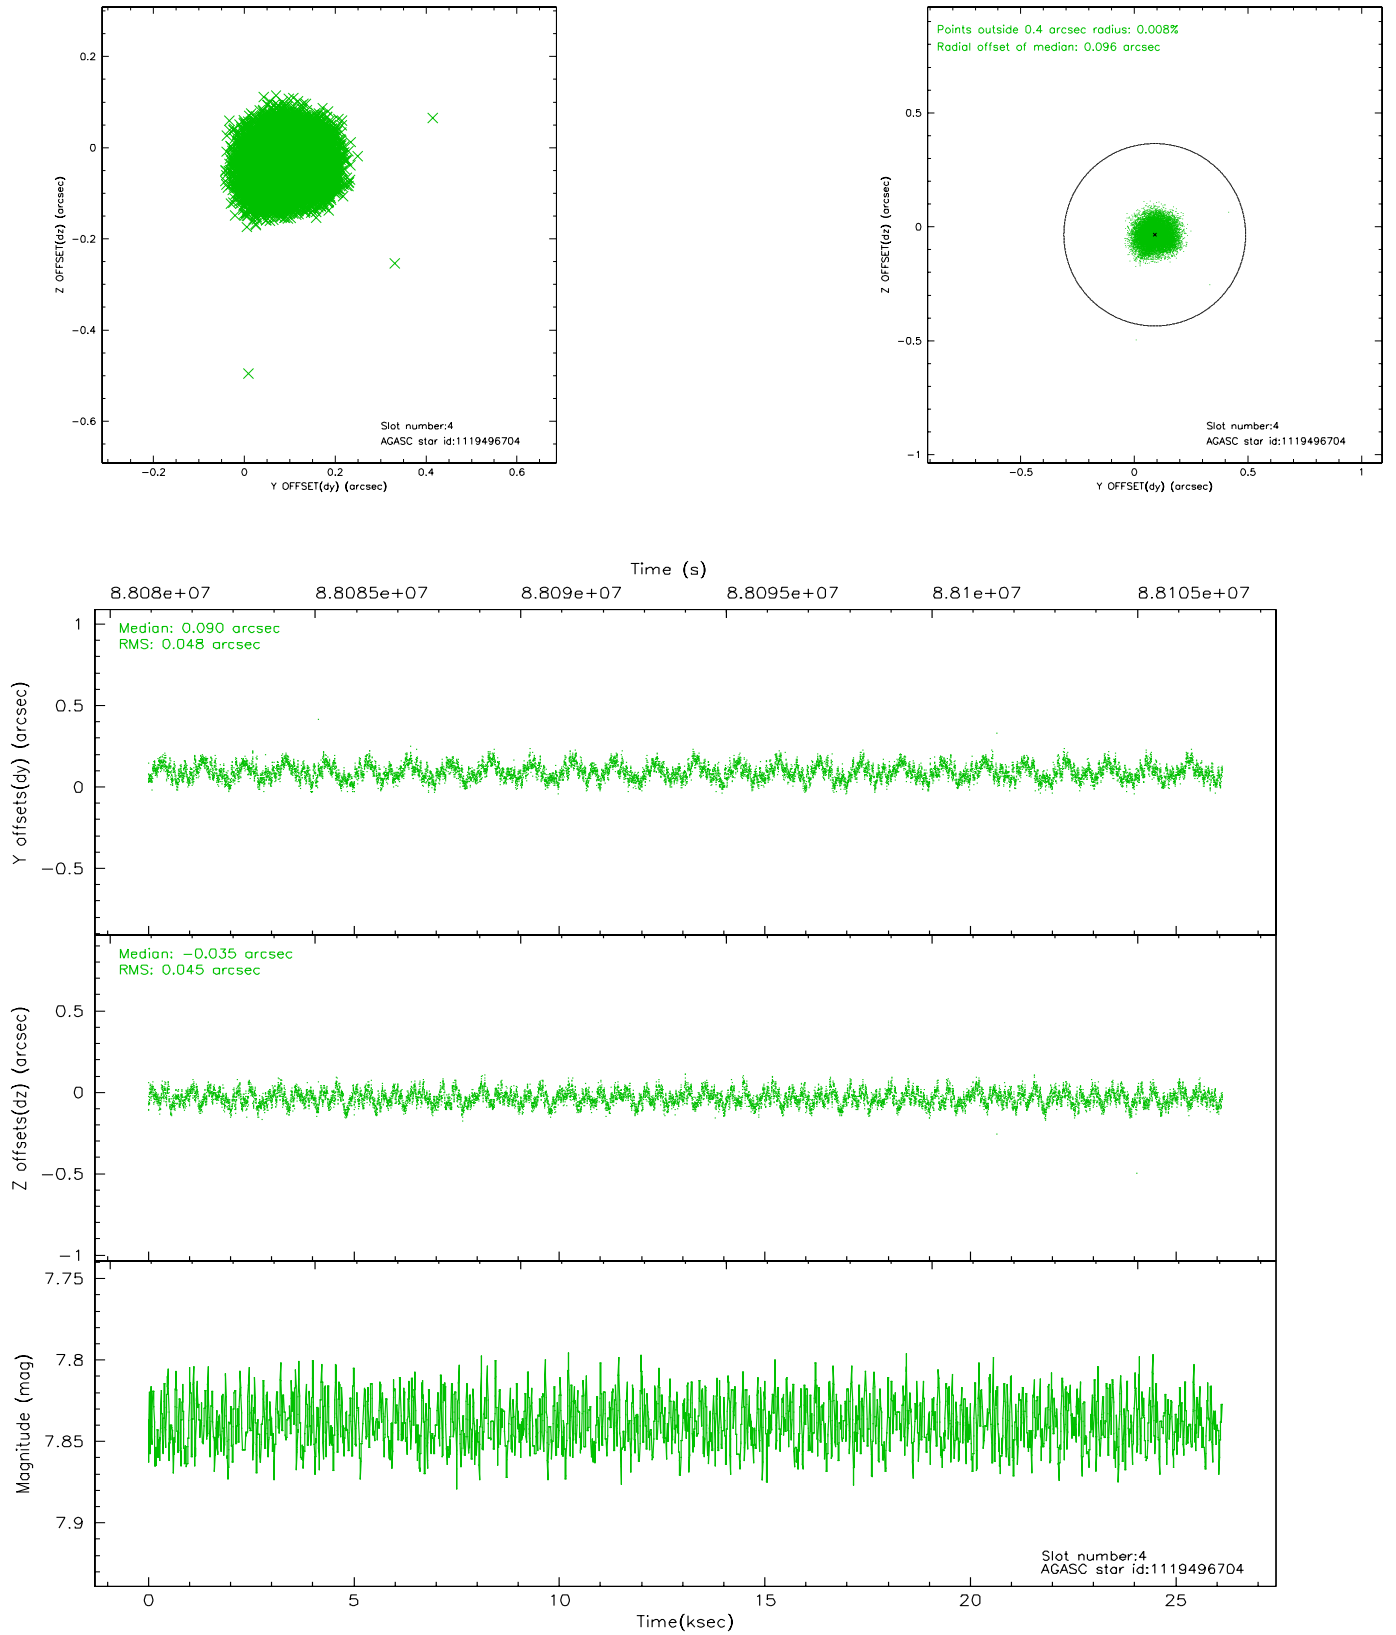 0.2
0
-0.2
-0.4
-0.6
Z OFFSET(dz) (arcsec)
Slot number:4
AGASC star id:1119496704
-0.2 0 0.2 0.4 0.6
Y OFFSET(dy) (arcsec)
Points outside 0.4 arcsec radius: 0.008%
Radial offset of median: 0.096 arcsec
0.5
0
-0.5
-1
Z OFFSET(dz) (arcsec)
Slot number:4
AGASC star id:1119496704
-0.5 0 0.5 1
Y OFFSET(dy) (arcsec)
Time (s)
8.808e+07 8.8085e+07 8.809e+07 8.8095e+07 8.81e+07 8.8105e+07
Median: 0.090 arcsec
RMS: 0.048 arcsec
1
0.5
0
-0.5
Y offsets(dy) (arcsec)
Median: -0.035 arcsec
RMS: 0.045 arcsec
0.5
0
-0.5
-1
Z offsets(dz) (arcsec)
7.75
7.8
7.85
7.9
Magnitude (mag)
Slot number:4
AGASC star id:1119496704
0 5 10 15 20 25
Time(ksec)